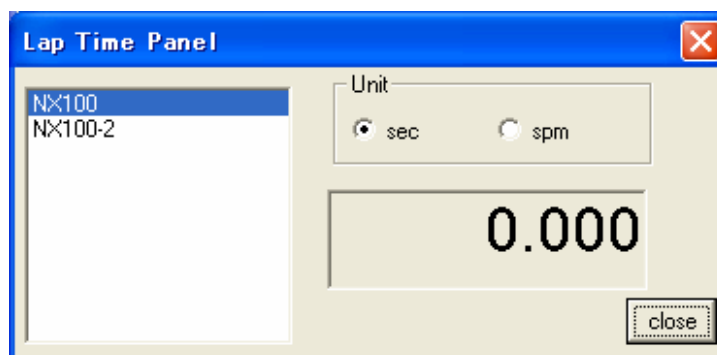 Lap Time Panel
NX100
NX100-2
Unit
sec
spm
0.000
close